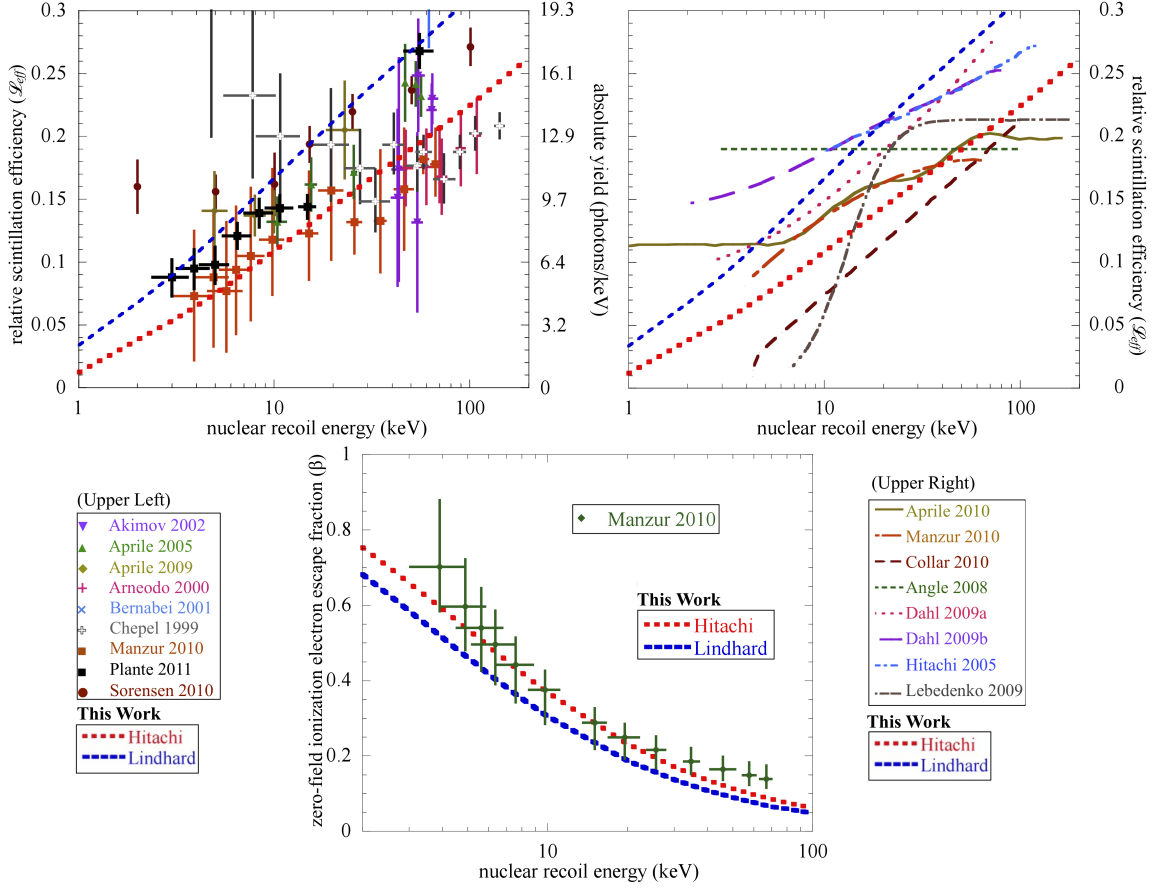 0.3
0.25
0.2
0.15
0.1
0.05
0
relative scintillation efficiency (ℒeff)
1
10
100
nuclear recoil energy (keV)
19.3
16.1
12.9
9.7
6.4
3.2
0
absolute yield (photons/keV)
0.3
0.25
0.2
0.15
0.1
0.05
0
relative scintillation efficiency (ℒeff)
1
10
100
nuclear recoil energy (keV)
(Upper Left)
Akimov 2002
Aprile 2005
Aprile 2009
Arneodo 2000
Bernabei 2001
Chepel 1999
Manzur 2010
Plante 2011
Sorensen 2010
This Work
Hitachi
Lindhard
1
0.8
0.6
0.4
0.2
0
zero-field ionization electron escape fraction (β)
Manzur 2010
This Work
Hitachi
Lindhard
10
100
nuclear recoil energy (keV)
(Upper Right)
Aprile 2010
Manzur 2010
Collar 2010
Angle 2008
Dahl 2009a
Dahl 2009b
Hitachi 2005
Lebedenko 2009
This Work
Hitachi
Lindhard